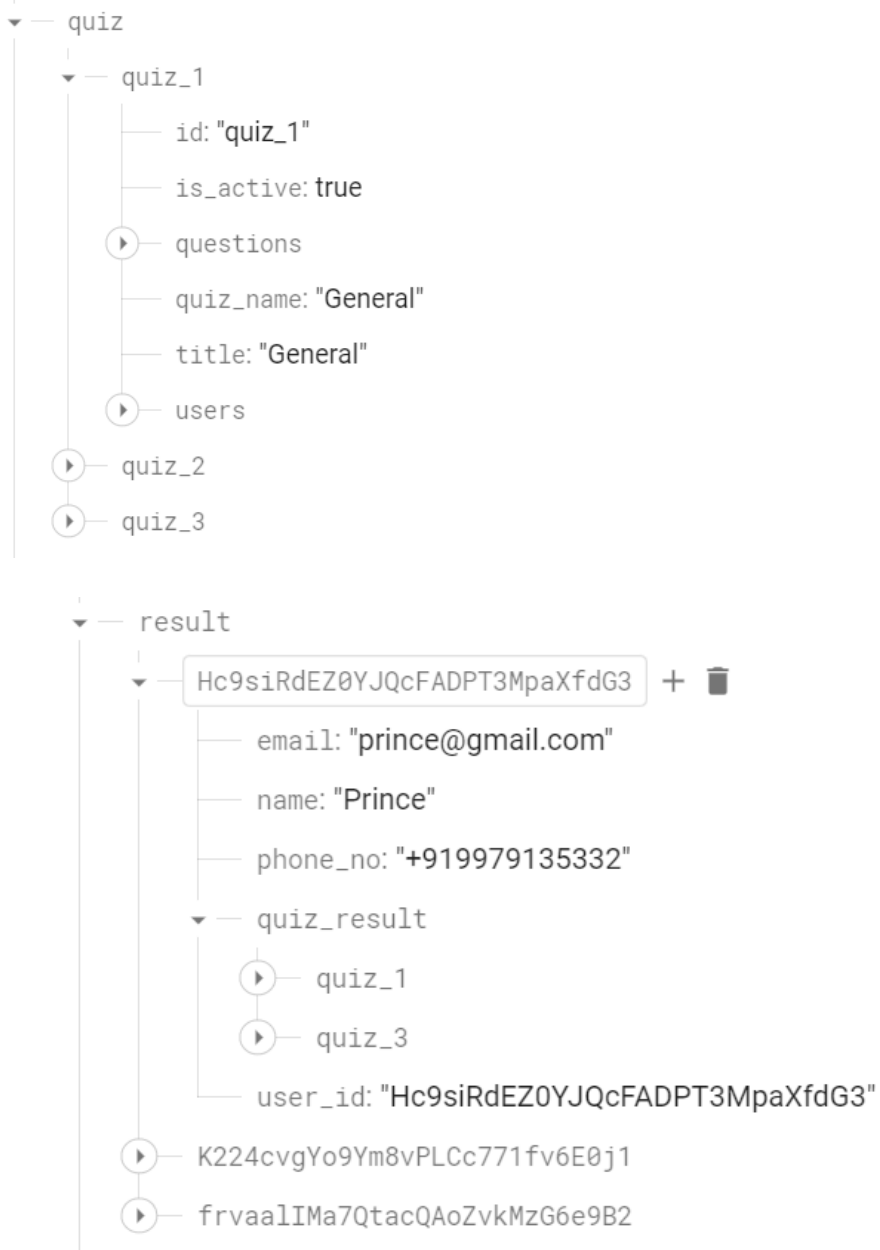 quiz
quiz_1
id: "quiz_1"
is_active: true
questions
quiz_name: "General"
title: "General"
users
quiz_2
quiz_3
result
Hc9siRdEZ0YJQcFADPT3MpaXfdG3
email: "prince@gmail.com"
name: "Prince"
phone_no: "+919979135332"
quiz_result
quiz_1
quiz_3
user_id: "Hc9siRdEZ0YJQcFADPT3MpaXfdG3"
K224cvgYo9Ym8vPLCc771fv6E0j1
frvaalIMa7QtacQAoZvkMzG6e9B2